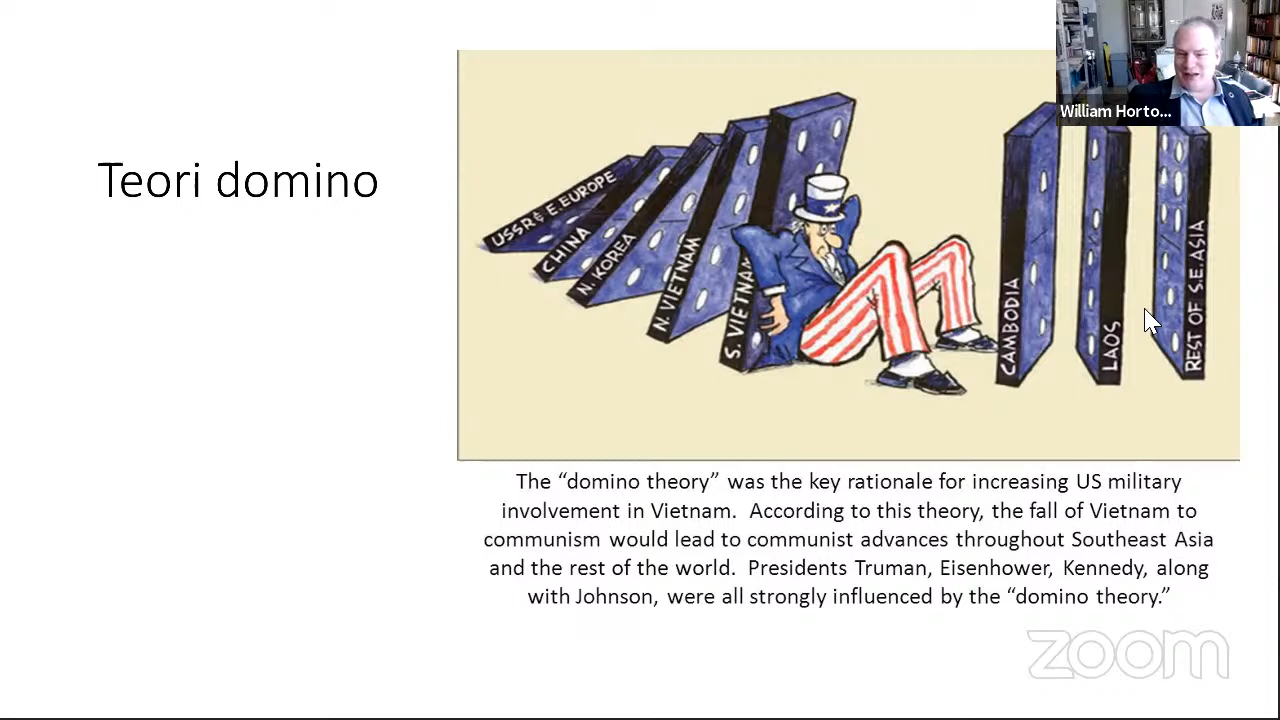 William Horto...
Teori domino
USSR & E. EUROPE
CHINA
N. KOREA
N. VIETNAM
S. VIETNAM
CAMBODIA
LAOS
REST OF S.E.ASIA
The “domino theory” was the key rationale for increasing US military
involvement in Vietnam.  According to this theory, the fall of Vietnam to
communism would lead to communist advances throughout Southeast Asia
and the rest of the world.  Presidents Truman, Eisenhower, Kennedy, along
with Johnson, were all strongly influenced by the “domino theory.”
zoom